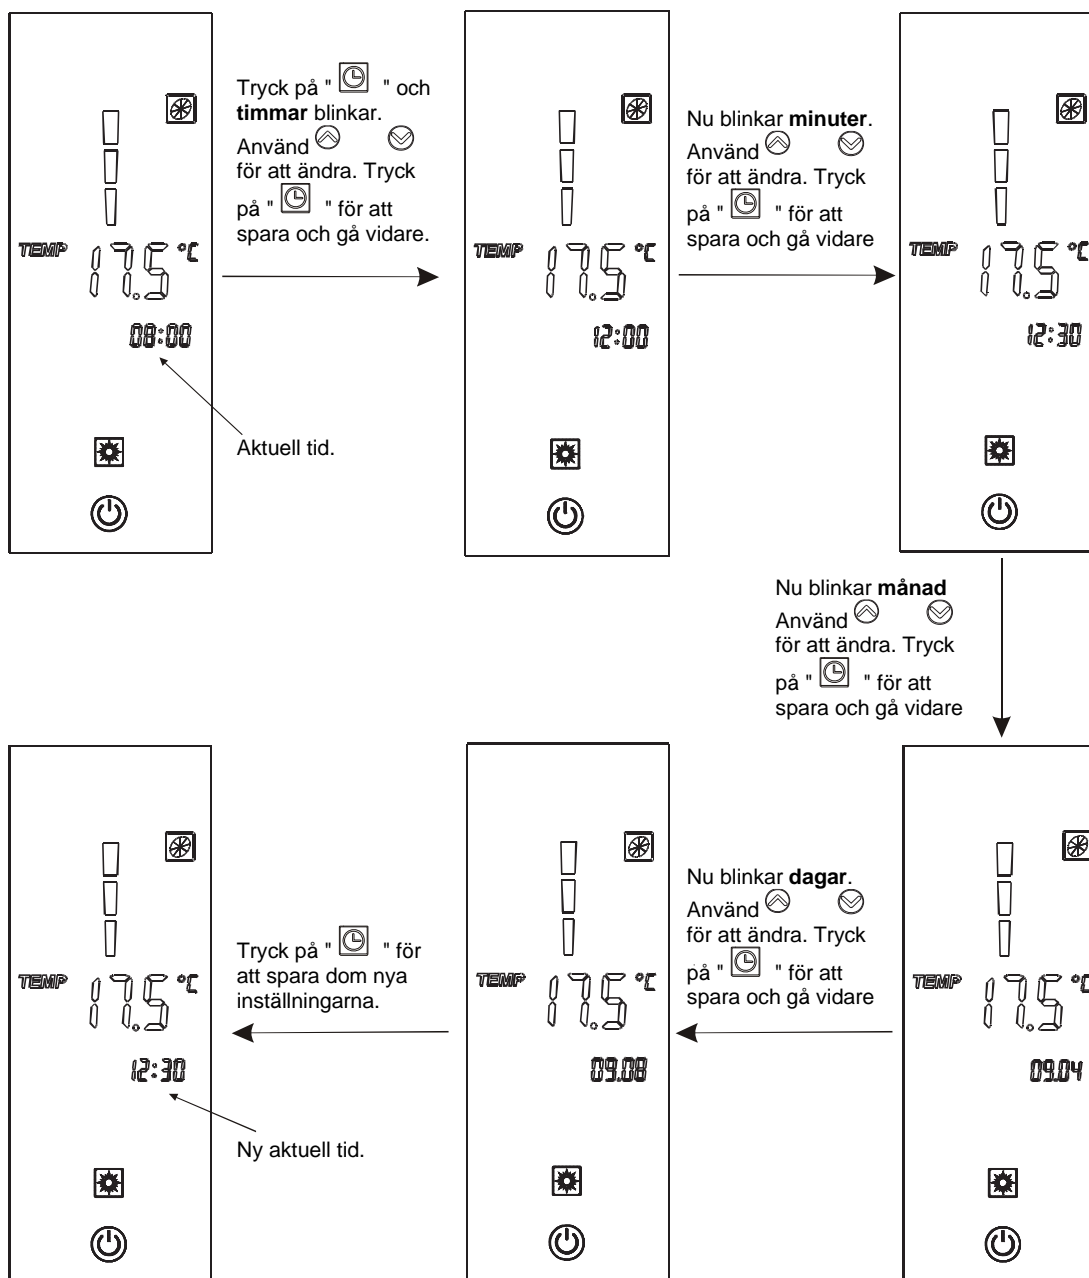 TEMP
17.5 °C
08:00
Aktuell tid.
Tryck på " " och
timmar blinkar.
Använd
för att ändra. Tryck
på " " för att
spara och gå vidare.
TEMP
17.5 °C
12:00
Nu blinkar minuter.
Använd
för att ändra. Tryck
på " " för att
spara och gå vidare
TEMP
17.5 °C
12:30
Nu blinkar månad
Använd
för att ändra. Tryck
på " " för att
spara och gå vidare
TEMP
17.5 °C
09.04
Nu blinkar dagar.
Använd
för att ändra. Tryck
på " " för att
spara och gå vidare
TEMP
17.5 °C
09.08
Tryck på " " för
att spara dom nya
inställningarna.
TEMP
17.5 °C
12:30
Ny aktuell tid.